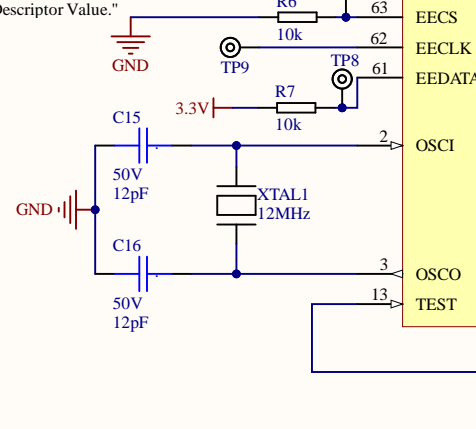 Descriptor Value."
R6
10k
GND
63
EECS
62
EECLK
TP9
TP8
61
EEDATA
R7
3.3V
10k
C15
50V
12pF
2
OSCI
XTAL1
12MHz
GND
C16
50V
12pF
3
OSCO
13
TEST